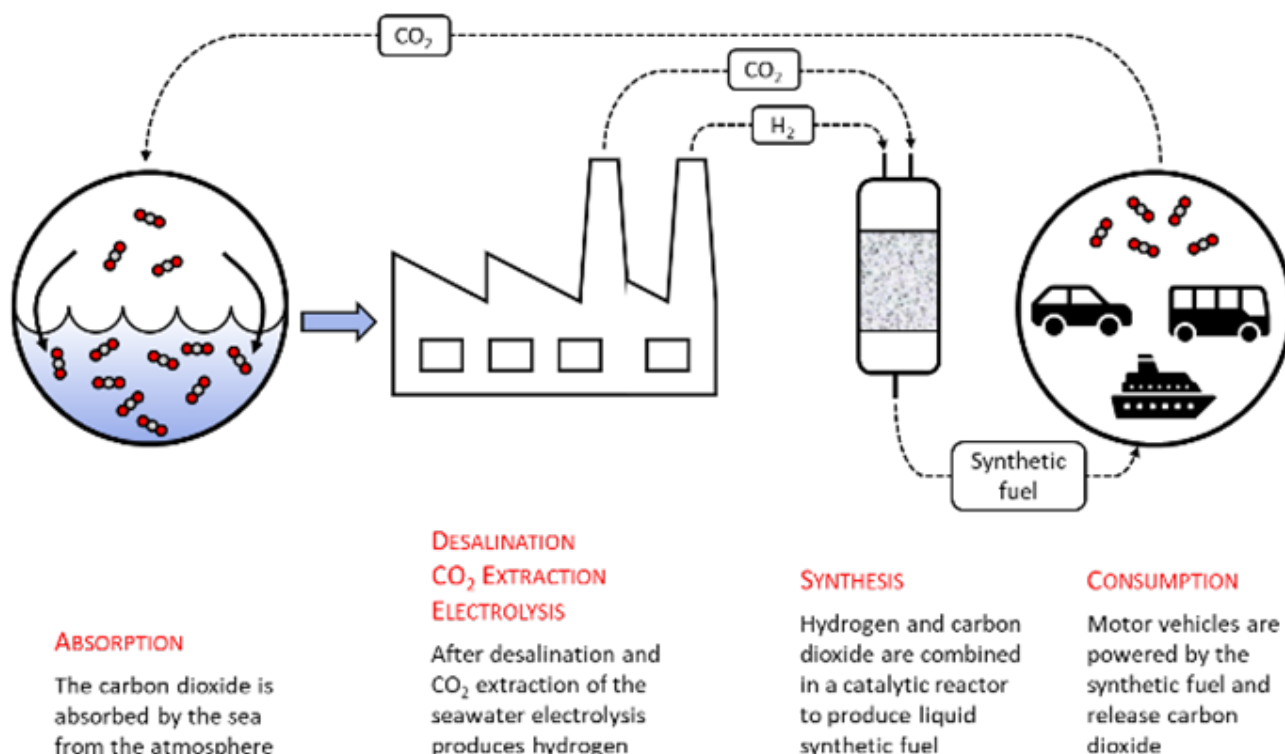 CO₂
CO₂
H₂
Synthetic
fuel
ABSORPTION
The carbon dioxide is
absorbed by the sea
from the atmosphere
DESALINATION
CO₂ EXTRACTION
ELECTROLYSIS
After desalination and
CO₂ extraction of the
seawater electrolysis
produces hydrogen
SYNTHESIS
Hydrogen and carbon
dioxide are combined
in a catalytic reactor
to produce liquid
synthetic fuel
CONSUMPTION
Motor vehicles are
powered by the
synthetic fuel and
release carbon
dioxide